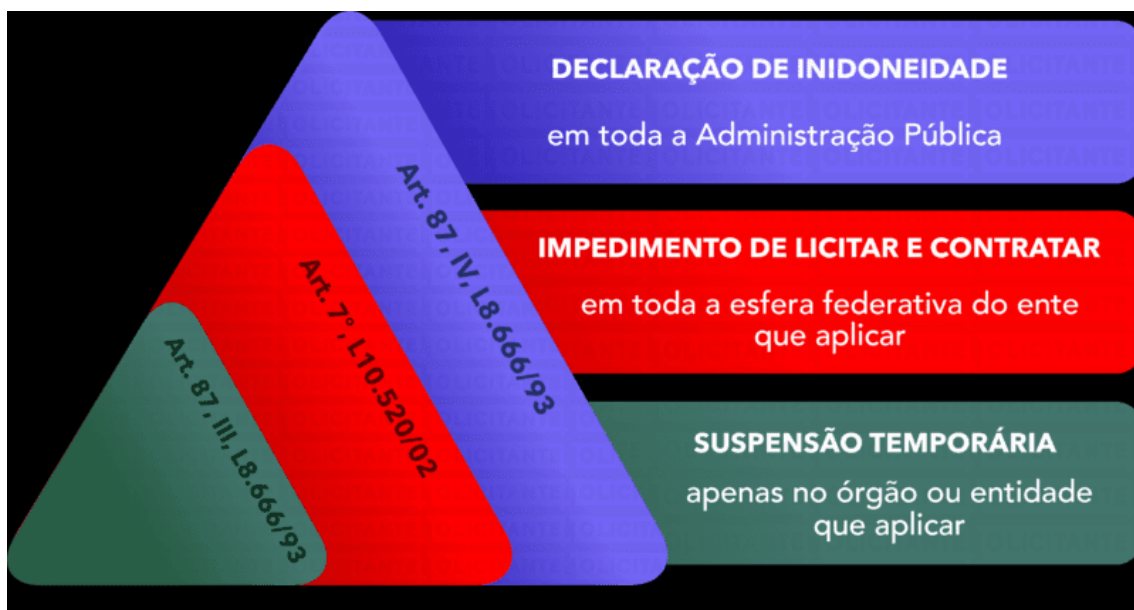 DECLARAÇÃO DE INIDONEIDADE
em toda a Administração Pública
Art. 87, IV, L8.666/93
IMPEDIMENTO DE LICITAR E CONTRATAR
em toda a esfera federativa do ente
que aplicar
Art. 7º, L10.520/02
SUSPENSÃO TEMPORÁRIA
apenas no órgão ou entidade
que aplicar
Art. 87, III, L8.666/93